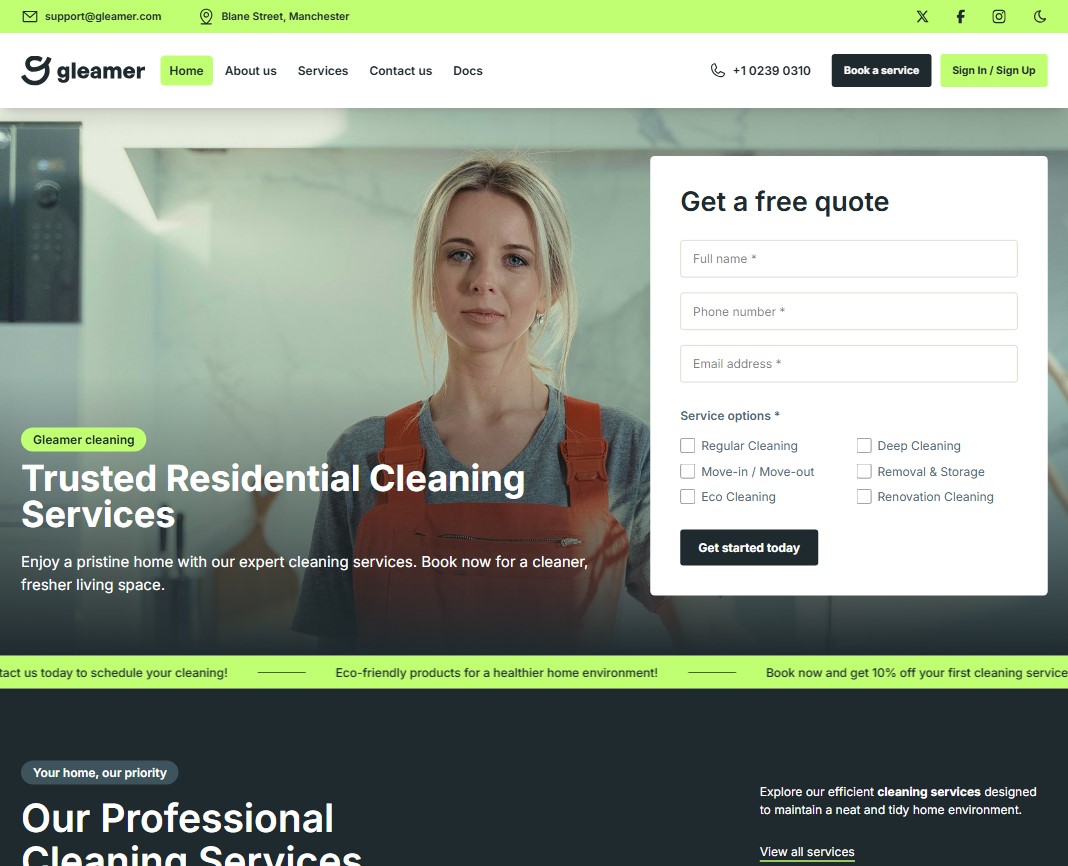 support@gleamer.com
Blane Street, Manchester
gleamer
Home
About us
Services
Contact us
Docs
+1 0239 0310
Book a service
Sign In / Sign Up
Gleamer cleaning
Trusted Residential Cleaning
Services
Enjoy a pristine home with our expert cleaning services. Book now for a cleaner,
fresher living space.
Get a free quote
Full name *
Phone number *
Email address *
Service options *
Regular Cleaning
Deep Cleaning
Move-in / Move-out
Removal & Storage
Eco Cleaning
Renovation Cleaning
Get started today
tact us today to schedule your cleaning!
Eco-friendly products for a healthier home environment!
Book now and get 10% off your first cleaning service
Your home, our priority
Our Professional
Cleaning Services
Explore our efficient cleaning services designed
to maintain a neat and tidy home environment.
View all services